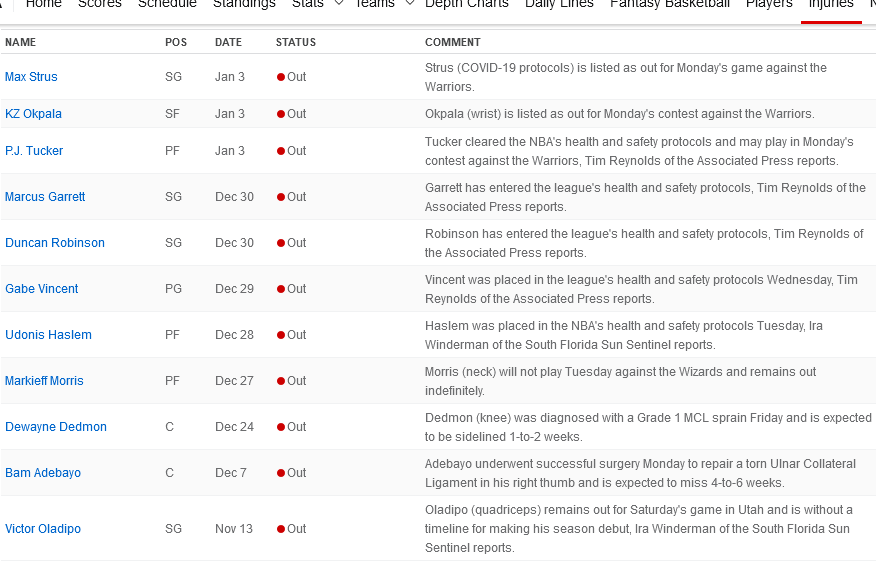 Home Scores Schedule Standings Stats Teams Depth Charts Daily Lines Fantasy Basketball Players Injuries
NAME POS DATE STATUS COMMENT
Max Strus SG Jan 3 Out Strus (COVID-19 protocols) is listed as out for Monday's game against the
Warriors.
KZ Okpala SF Jan 3 Out Okpala (wrist) is listed as out for Monday's contest against the Warriors.
P.J. Tucker PF Jan 3 Out Tucker cleared the NBA's health and safety protocols and may play in Monday's
contest against the Warriors, Tim Reynolds of the Associated Press reports.
Marcus Garrett SG Dec 30 Out Garrett has entered the league's health and safety protocols, Tim Reynolds of the
Associated Press reports.
Duncan Robinson SG Dec 30 Out Robinson has entered the league's health and safety protocols, Tim Reynolds of
the Associated Press reports.
Gabe Vincent PG Dec 29 Out Vincent was placed in the league's health and safety protocols Wednesday, Tim
Reynolds of the Associated Press reports.
Udonis Haslem PF Dec 28 Out Haslem was placed in the NBA's health and safety protocols Tuesday, Ira
Winderman of the South Florida Sun Sentinel reports.
Markieff Morris PF Dec 27 Out Morris (neck) will not play Tuesday against the Wizards and remains out
indefinitely.
Dewayne Dedmon C Dec 24 Out Dedmon (knee) was diagnosed with a Grade 1 MCL sprain Friday and is expected
to be sidelined 1-to-2 weeks.
Bam Adebayo C Dec 7 Out Adebayo underwent successful surgery Monday to repair a torn Ulnar Collateral
Ligament in his right thumb and is expected to miss 4-to-6 weeks.
Victor Oladipo SG Nov 13 Out Oladipo (quadriceps) remains out for Saturday's game in Utah and is without a
timeline for making his season debut, Ira Winderman of the South Florida Sun
Sentinel reports.